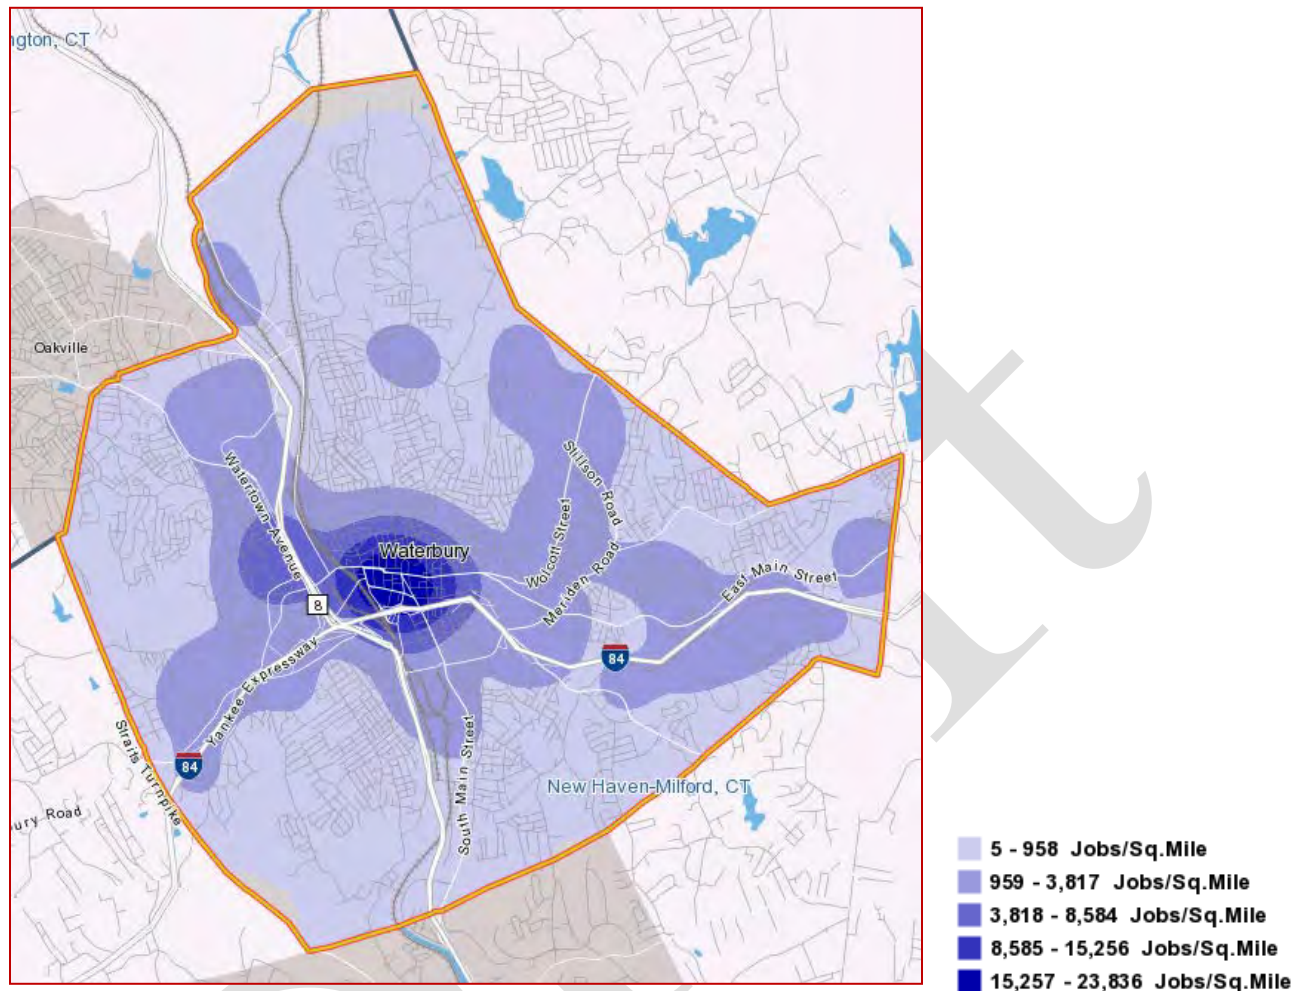 ngton, CT
Oakville
Watertown Avenue
Waterbury
Stillson Road
Wolcott Street
Meriden Road
East Main Street
8
84
Yankee Expressway
84
Straits Turnpike
South Main Street
New Haven-Milford, CT
ury Road
5 - 958 Jobs/Sq.Mile
959 - 3,817 Jobs/Sq.Mile
3,818 - 8,584 Jobs/Sq.Mile
8,585 - 15,256 Jobs/Sq.Mile
15,257 - 23,836 Jobs/Sq.Mile